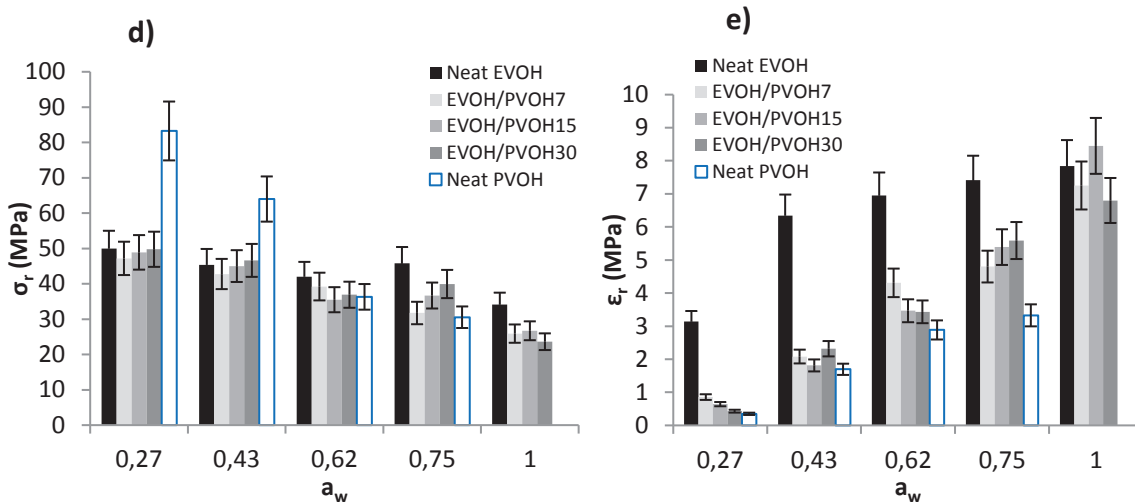 d)
Neat EVOH
EVOH/PVOH7
EVOH/PVOH15
EVOH/PVOH30
Neat PVOH
σr (MPa)
100
90
80
70
60
50
40
30
20
10
0
0,27 0,43 0,62 0,75 1
aw
e)
Neat EVOH
EVOH/PVOH7
EVOH/PVOH15
EVOH/PVOH30
Neat PVOH
εr (MPa)
10
9
8
7
6
5
4
3
2
1
0
0,27 0,43 0,62 0,75 1
aw